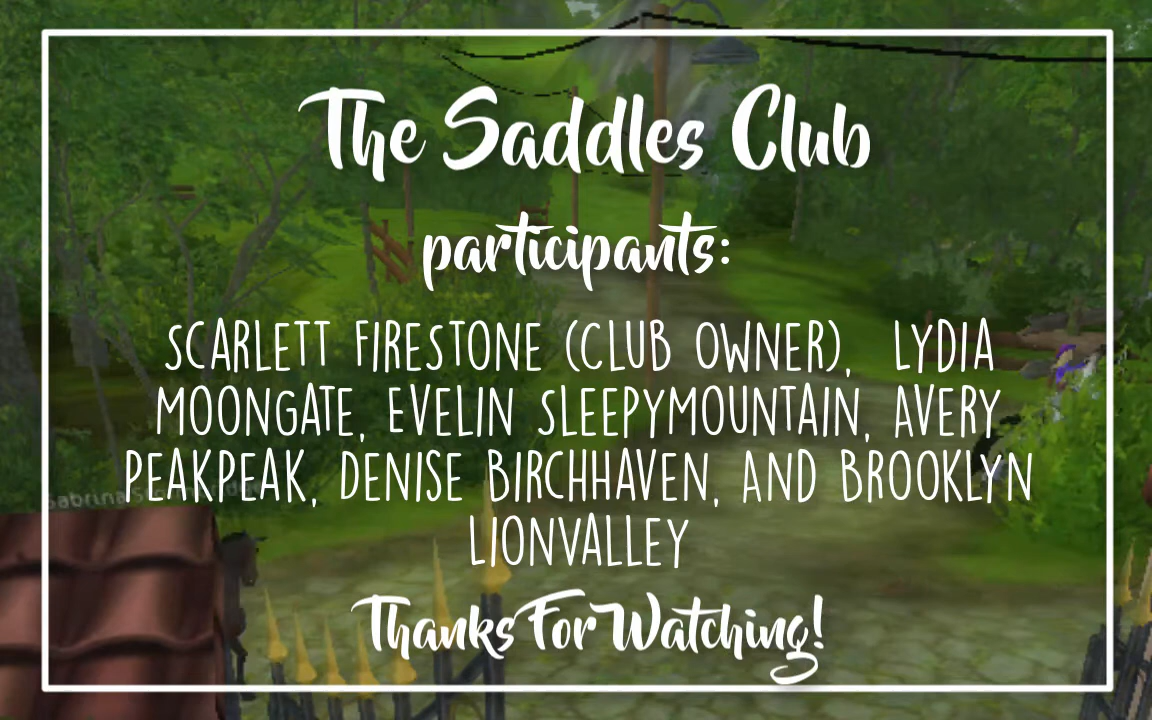 The Saddles Club
participants:
SCARLETT FIRESTONE (CLUB OWNER), LYDIA
MOONGATE, EVELIN SLEEPYMOUNTAIN, AVERY
PEAKPEAK, DENISE BIRCHHAVEN, AND BROOKLYN
LIONVALLEY
Sabrina
Thanks For Watching!